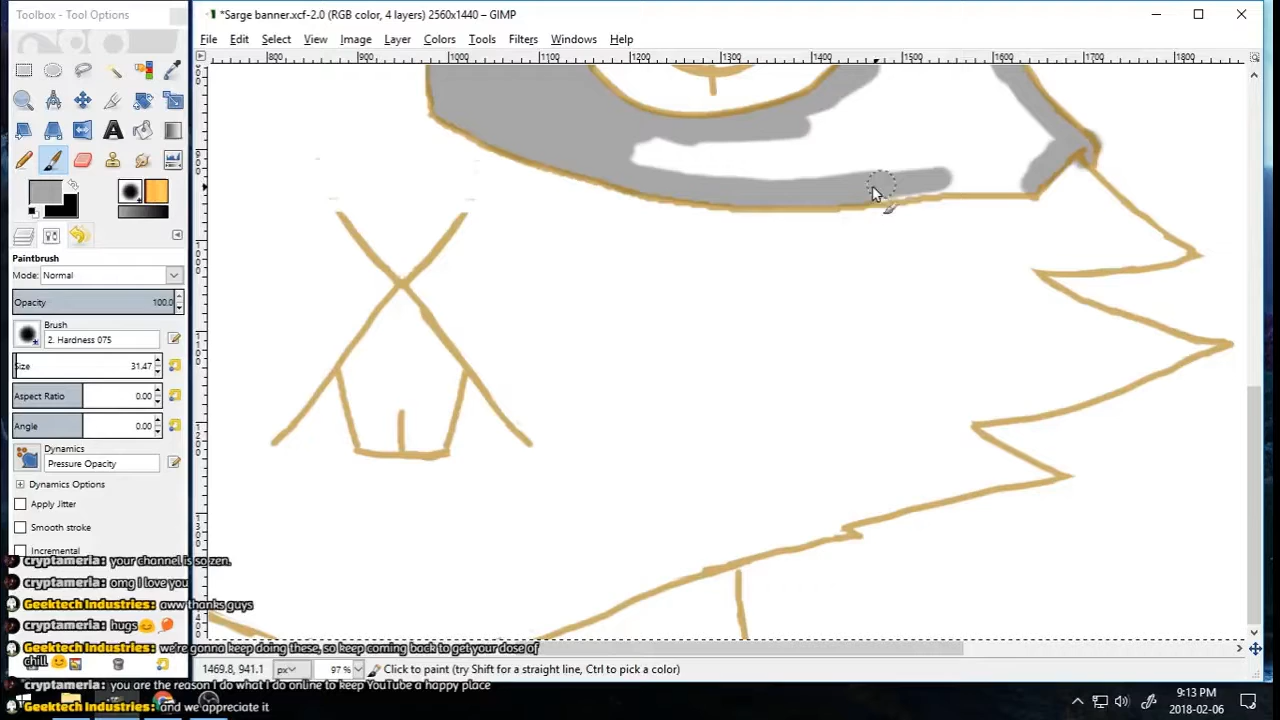 Toolbox - Tool Options
*Sarge banner.xcf-2.0 (RGB color, 4 layers) 2560x1440 – GIMP
File Edit Select View Image Layer Colors Tools Filters Windows Help
800 900 1000 1100 1200 1300 1400 1500 1600 1700 1800
Paintbrush
Mode: Normal
Opacity 100.0
Brush
2. Hardness 075
Size 31.47
Aspect Ratio 0.00
Angle 0.00
Dynamics
Pressure Opacity
Dynamics Options
Apply Jitter
Smooth stroke
Incremental
cryptameria: your channel is so zen.
cryptameria: omg I love you
Geektech Industries: aww thanks guys
cryptameria: hugs😊 🎈
Geektech Industries: we're gonna keep doing these, so keep coming back to get your dose of
chill. 😊
cryptameria: you are the reason I do what I do online to keep YouTube a happy place
Geektech Industries: and we appreciate it
1469.8, 941.1 px 97 % Click to paint (try Shift for a straight line, Ctrl to pick a color)
9:13 PM
2018-02-06